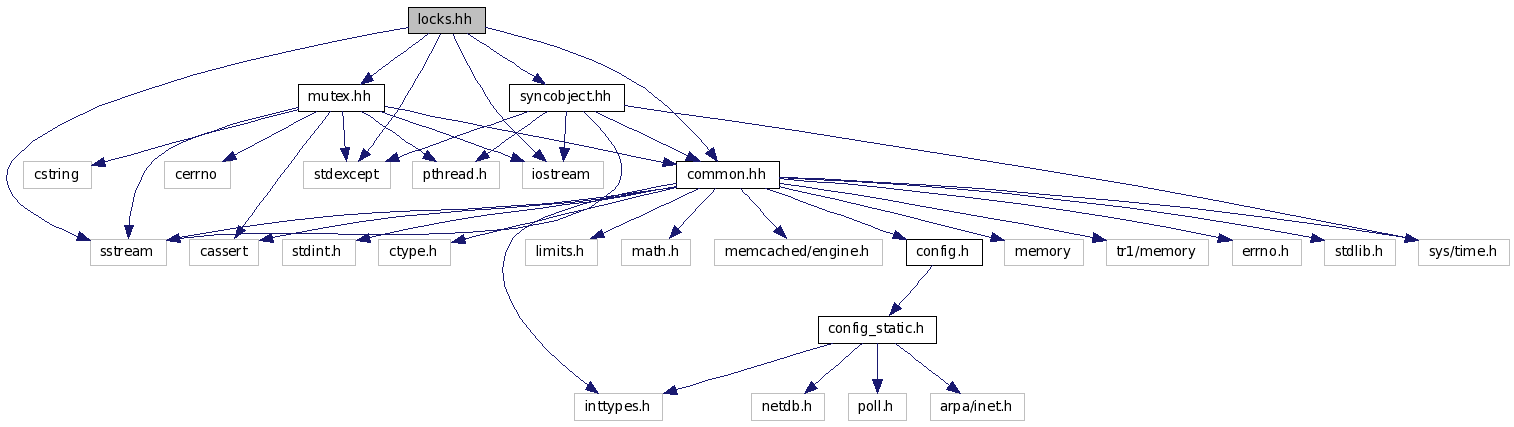 locks.hh
mutex.hh
syncobject.hh
cstring
cerrno
stdexcept
pthread.h
iostream
common.hh
sstream
cassert
stdint.h
ctype.h
limits.h
math.h
memcached/engine.h
config.h
memory
tr1/memory
errno.h
stdlib.h
sys/time.h
config_static.h
inttypes.h
netdb.h
poll.h
arpa/inet.h